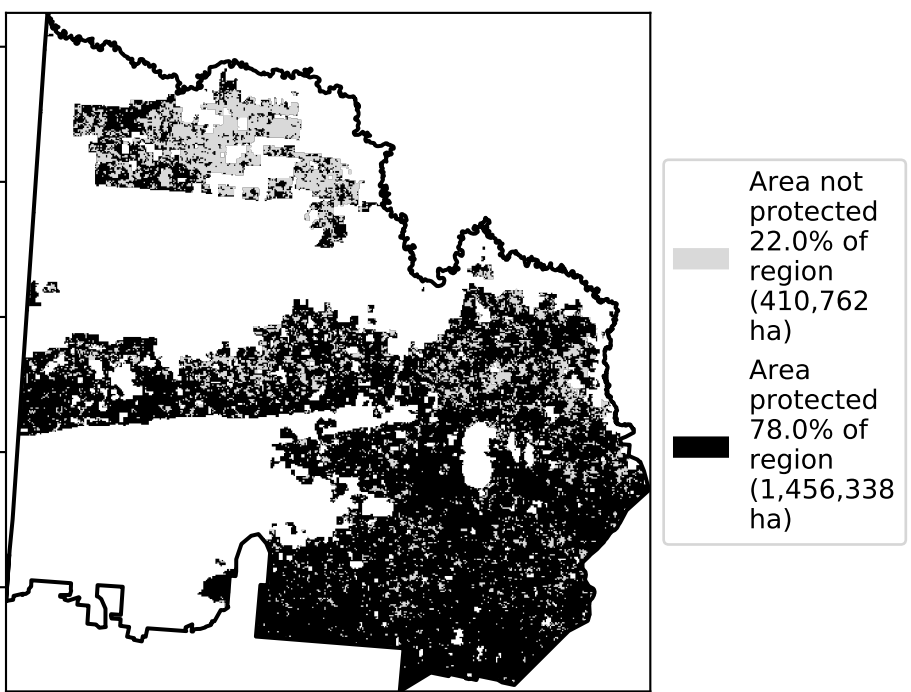 Area not
protected
22.0% of
region
(410,762
ha)
Area
protected
78.0% of
region
(1,456,338
ha)